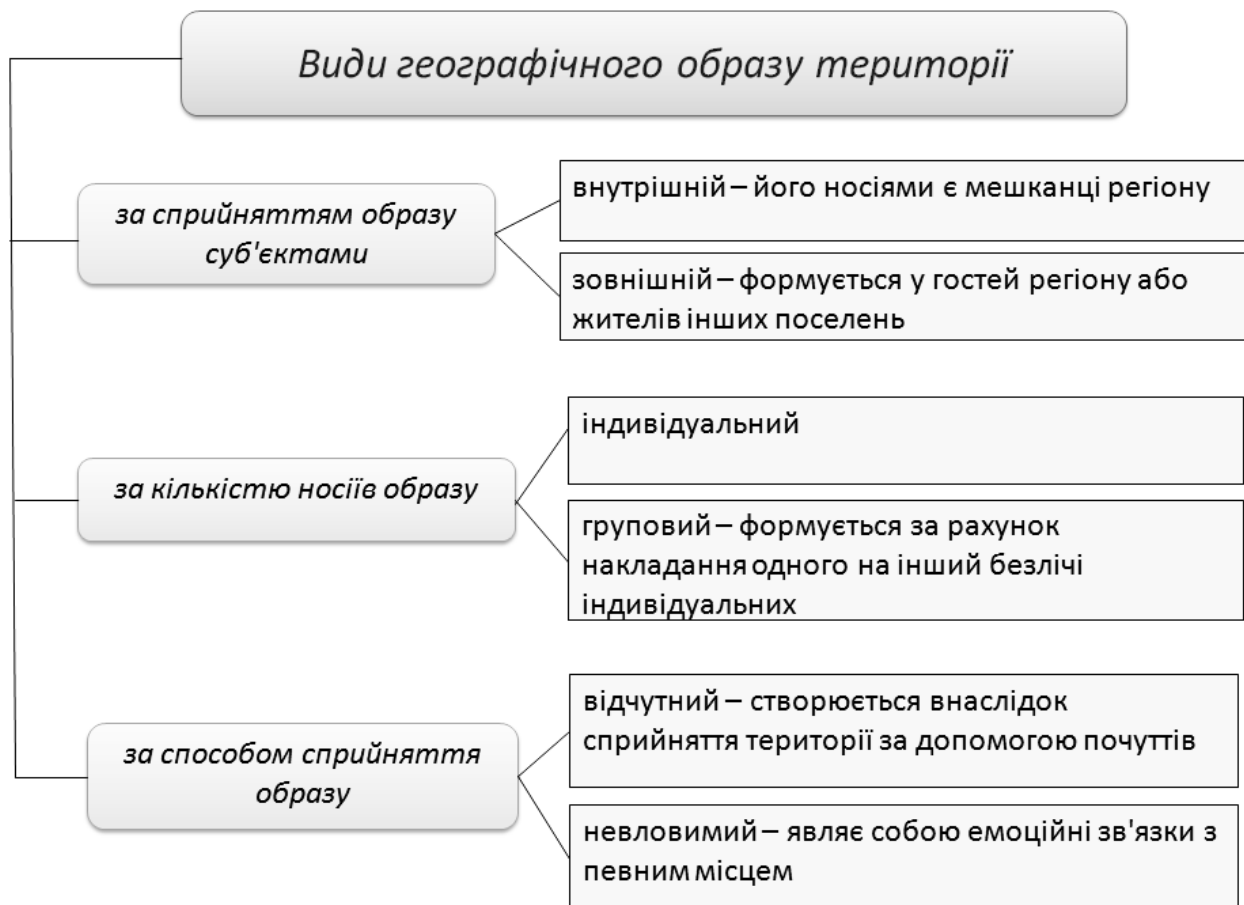 Види географічного образу території
за сприйняттям образу
суб'єктами
внутрішній – його носіями є мешканці регіону
зовнішній – формується у гостей регіону або
жителів інших поселень
за кількістю носіїв образу
індивідуальний
груповий – формується за рахунок
накладання одного на інший безлічі
індивідуальних
за способом сприйняття
образу
відчутний – створюється внаслідок
сприйняття території за допомогою почуттів
невловимий – являє собою емоційні зв'язки з
певним місцем